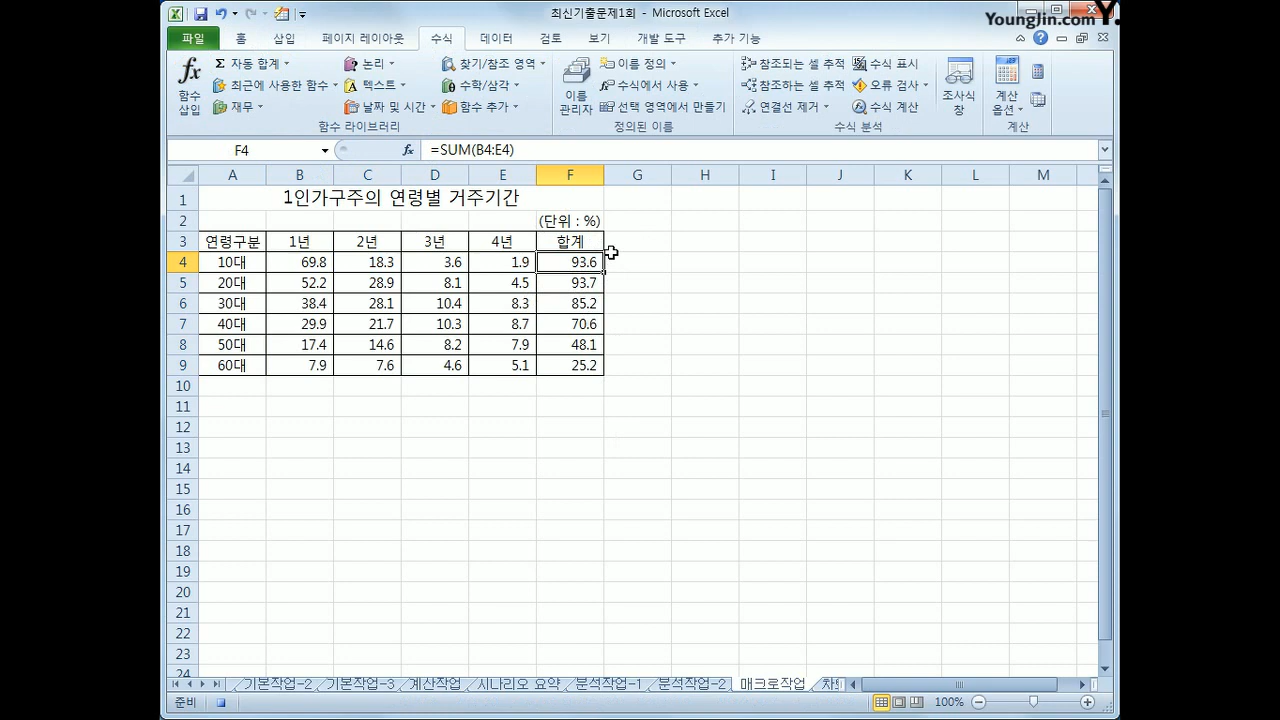 최신기출문제1회 - Microsoft Excel
YoungJin.com Y.
파일 홈 삽입 페이지 레이아웃 수식 데이터 검토 보기 개발 도구 추가 기능
fx 함수 삽입
Σ 자동 합계
최근에 사용한 함수
재무
논리
텍스트
날짜 및 시간
찾기/참조 영역
수학/삼각
함수 추가
함수 라이브러리
이름 관리자
이름 정의
수식에서 사용
선택 영역에서 만들기
정의된 이름
참조되는 셀 추적
참조하는 셀 추적
연결선 제거
수식 표시
오류 검사
수식 계산
수식 분석
조사식 창
계산 옵션
계산
F4 fx =SUM(B4:E4)
A B C D E F G H I J K L M
1 1인가구주의 연령별 거주기간
2 (단위 : %)
3 연령구분 1년 2년 3년 4년 합계
4 10대 69.8 18.3 3.6 1.9 93.6
5 20대 52.2 28.9 8.1 4.5 93.7
6 30대 38.4 28.1 10.4 8.3 85.2
7 40대 29.9 21.7 10.3 8.7 70.6
8 50대 17.4 14.6 8.2 7.9 48.1
9 60대 7.9 7.6 4.6 5.1 25.2
10
11
12
13
14
15
16
17
18
19
20
21
22
23
24
기본작업-2 기본작업-3 계산작업 시나리오 요약 분석작업-1 분석작업-2 매크로작업
준비 100%